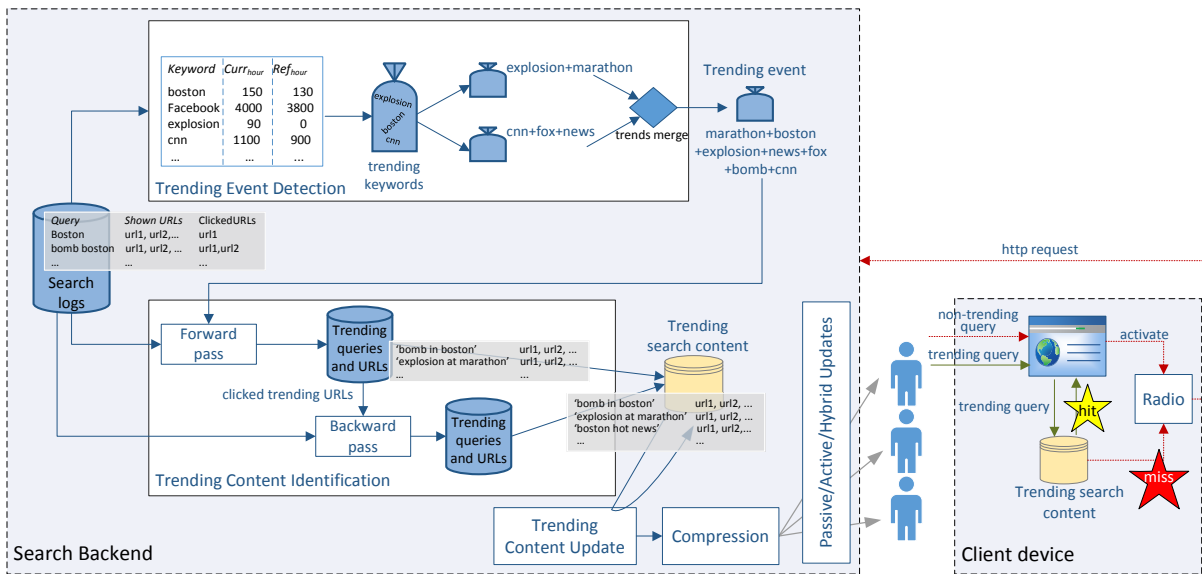 Keyword Curr_hour Ref_hour
boston 150 130
Facebook 4000 3800
explosion 90 0
cnn 1100 900
... ... ...
explosion
boston
cnn
trending
keywords
explosion+marathon
cnn+fox+news
trends merge
Trending Event Detection
Trending event
marathon+boston
+explosion+news+fox
+bomb+cnn
Query Shown URLs ClickedURLs
Boston url1, url2,... url1
bomb boston url1, url2, ... url1,url2
... ... ...
Search
logs
Forward
pass
Trending
queries
and URLs
'bomb in boston' url1, url2, ...
'explosion at marathon' url1, url2, ...
... ...
clicked trending URLs
Backward
pass
Trending
queries
and URLs
Trending
search content
'bomb in boston' url1, url2, ...
'explosion at marathon' url1, url2, ...
'boston hot news' url1, url2,...
... ...
Trending Content Identification
Trending
Content Update
Compression
Passive/Active/Hybrid Updates
Search Backend
http request
non-trending
query
trending query
activate
trending query
hit
Radio
miss
Trending search
content
Client device